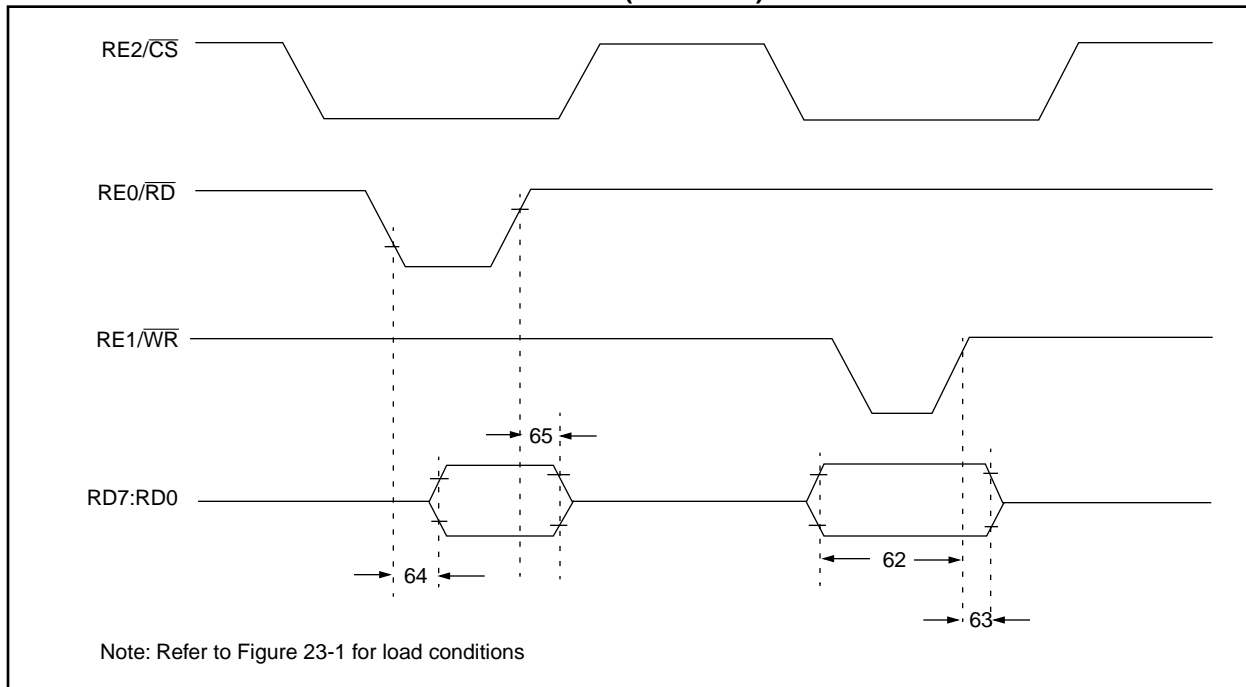 RE2/CS
RE0/RD
RE1/WR
65
RD7:RD0
62
64
63
Note: Refer to Figure 23-1 for load conditions